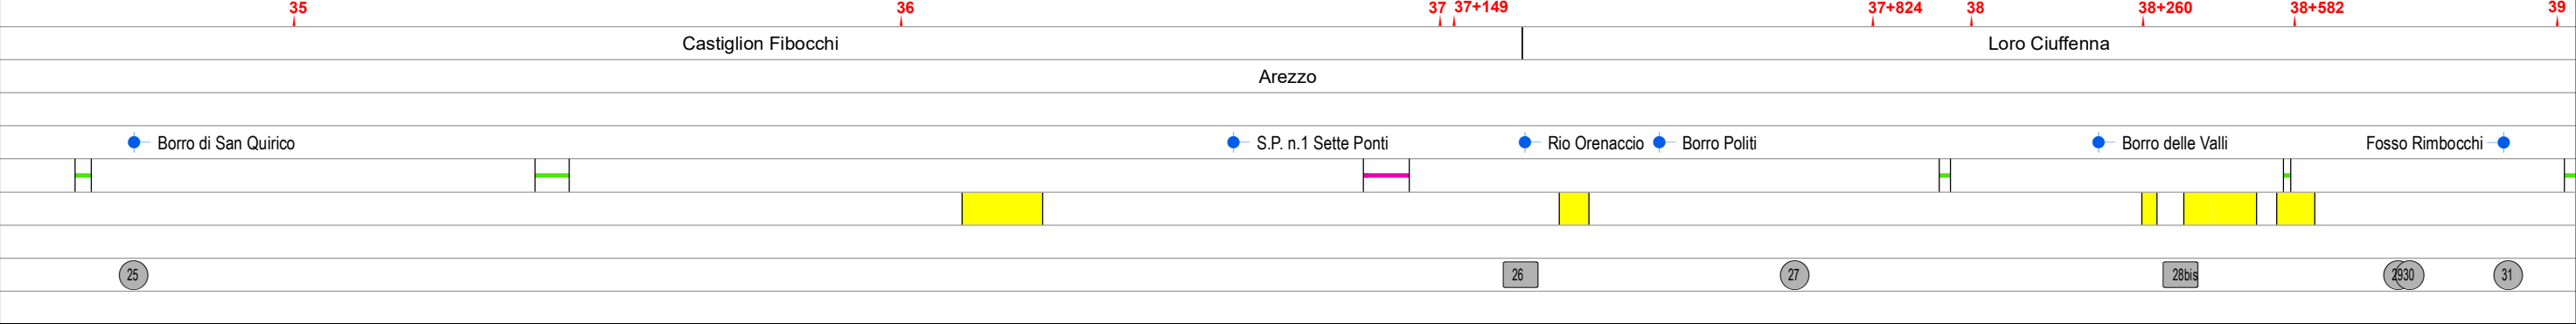 35 36 37 37+149 37+824 38 38+260 38+582 39
Castiglion Fibocchi Loro Ciuffenna
Arezzo
Borro di San Quirico S.P. n.1 Sette Ponti Rio Orenaccio Borro Politi Borro delle Valli Fosso Rimbocchi
25 26 27 28bis 29 30 31